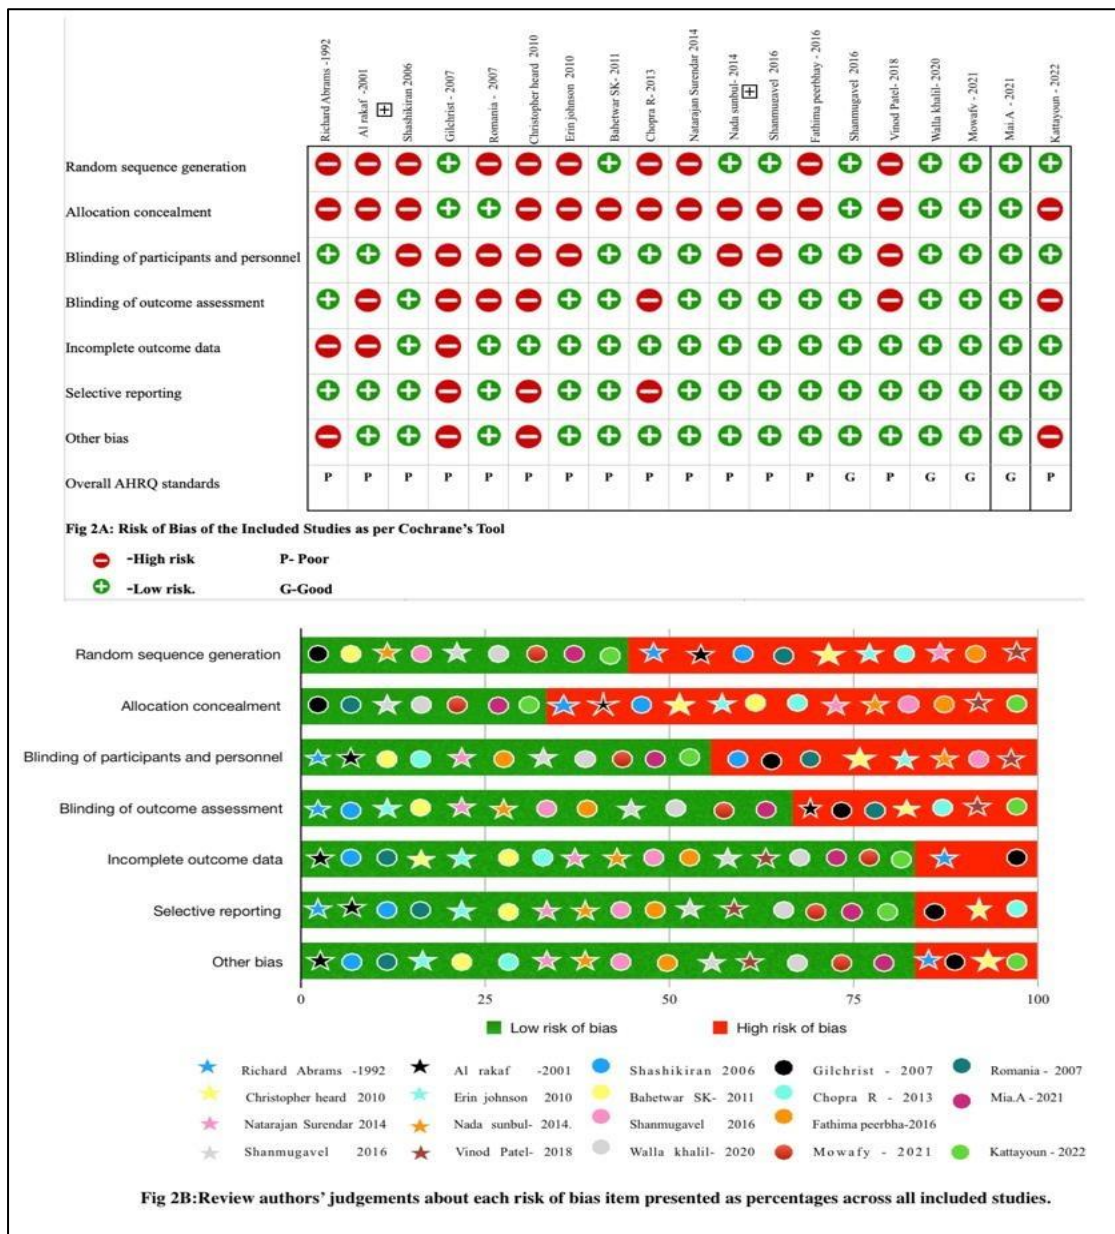 Richard Abrams -1992
Al rakaf -2001
Shashikiran 2006
Gilchrist - 2007
Romania - 2007
Christopher heard 2010
Erin johnson 2010
Bahetwar SK- 2011
Chopra R- 2013
Natarajan Surendar 2014
Nada sunbul- 2014
Shanmugavel 2016
Fathima peerbhay - 2016
Shanmugavel 2016
Vinod Patel- 2018
Walla khalil- 2020
Mowafy - 2021
Mai.A - 2021
Kattayoun - 2022
Random sequence generation
Allocation concealment
Blinding of participants and personnel
Blinding of outcome assessment
Incomplete outcome data
Selective reporting
Other bias
Overall AHRQ standards P P P P P P P P P P P P P G P G G G P
Fig 2A: Risk of Bias of the Included Studies as per Cochrane's Tool
-High risk P- Poor
-Low risk. G-Good
Random sequence generation
Allocation concealment
Blinding of participants and personnel
Blinding of outcome assessment
Incomplete outcome data
Selective reporting
Other bias
0 25 50 75 100
Low risk of bias High risk of bias
Richard Abrams -1992 Al rakaf -2001 Shashikiran 2006 Gilchrist - 2007 Romania - 2007
Christopher heard 2010 Erin johnson 2010 Bahetwar SK- 2011 Chopra R - 2013 Mia.A - 2021
Natarajan Surendar 2014 Nada sunbul- 2014. Shanmugavel 2016 Fathima peerbha-2016
Shanmugavel 2016 Vinod Patel- 2018 Walla khalil- 2020 Mowafy - 2021 Kattayoun - 2022
Fig 2B:Review authors' judgements about each risk of bias item presented as percentages across all included studies.